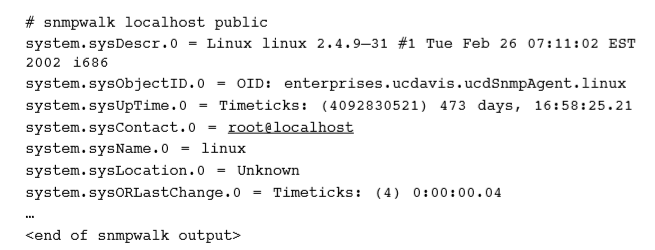 # snmpwalk localhost public
system.sysDescr.0 = Linux linux 2.4.9—31 #1 Tue Feb 26 07:11:02 EST
2002 i686
system.sysObjectID.0 = OID: enterprises.ucdavis.ucdSnmpAgent.linux
system.sysUpTime.0 = Timeticks: (4092830521) 473 days, 16:58:25.21
system.sysContact.0 = root@localhost
system.sysName.0 = linux
system.sysLocation.0 = Unknown
system.sysORLastChange.0 = Timeticks: (4) 0:00:00.04
…
<end of snmpwalk output>